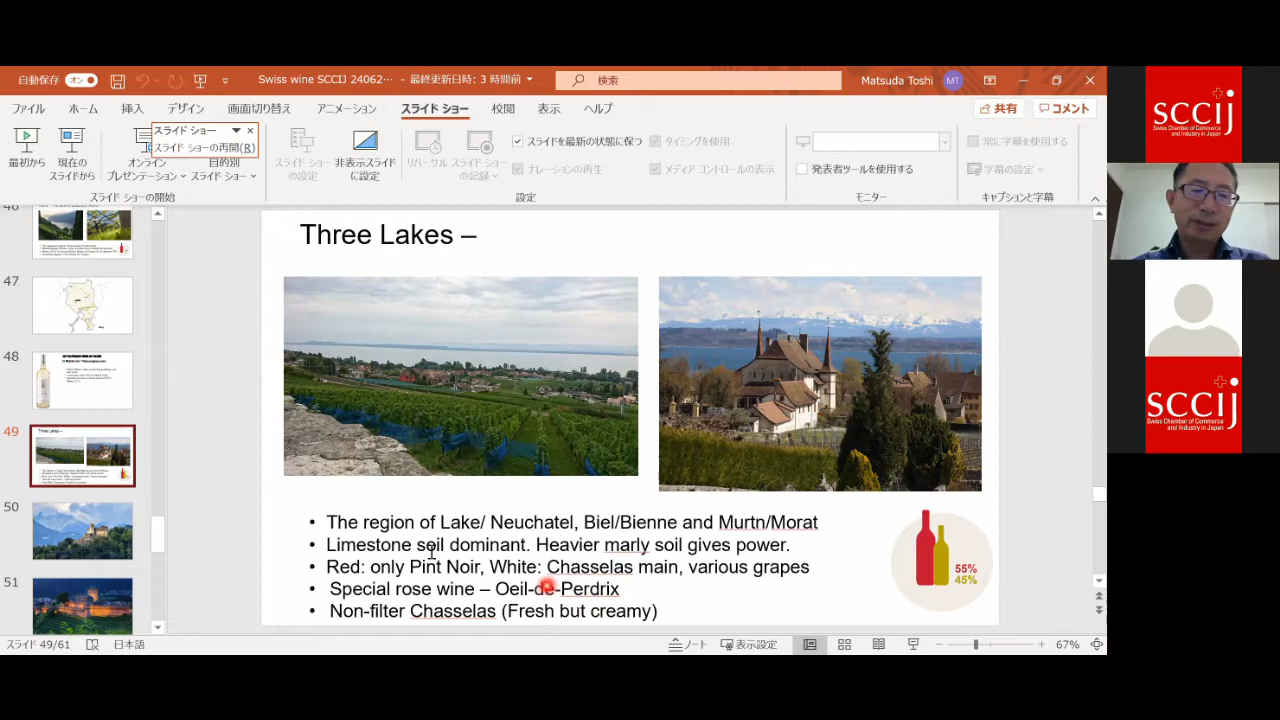 自動保存 オン Swiss wine SCCIJ 24062… - 最終更新日時: 3 時間前 検索 Matsuda Toshi MT
ファイル ホーム 挿入 デザイン 画面切り替え アニメーション スライド ショー 校閲 表示 ヘルプ 共有 コメント
スライド ショー
スライド ショーの再開(R)
最初から 現在の
スライドから
オンライン
プレゼンテーション
目的別
スライド ショー
スライド ショー
の設定
非表示スライド
に設定
リハーサル スライド ショー
の記録
スライドを最新の状態に保つ
ナレーションの再生
タイミングを使用
メディア コントロールの表示
発表者ツールを使用する
常に字幕を使用する
字幕の設定
スライド ショーの開始 設定 モニター キャプションと字幕
46
47
48
49
50
51
Three Lakes –
• The region of Lake/ Neuchatel, Biel/Bienne and Murtn/Morat
• Limestone soil dominant. Heavier marly soil gives power.
• Red: only Pint Noir, White: Chasselas main, various grapes
• Special rose wine – Oeil-de-Perdrix
• Non-filter Chasselas (Fresh but creamy)
55%
45%
スライド 49/61 日本語 ノート 表示設定 67%
SCCIJ
Swiss Chamber of Commerce
and Industry in Japan
SCCIJ
Swiss Chamber of Commerce
and Industry in Japan